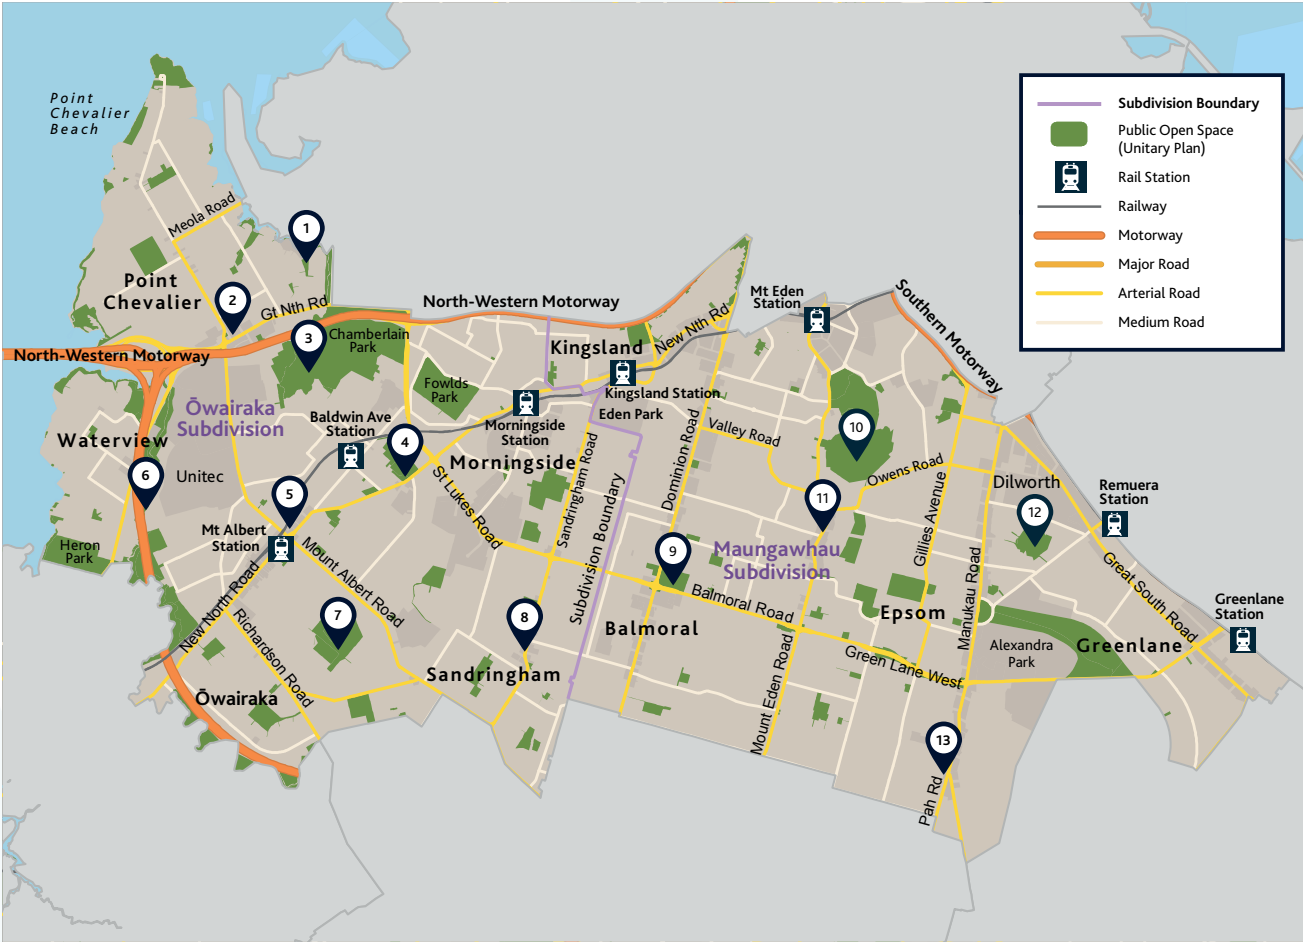 Point
Chevalier
Beach
Meola Road
1
Point
Chevalier
2
Gt Nth Rd
North-Western Motorway
3
Chamberlain
Park
North-Western Motorway
Kingsland
New Nth Rd
Mt Eden
Station
Southern Motorway
Subdivision Boundary
Public Open Space
(Unitary Plan)
Rail Station
Railway
Motorway
Major Road
Arterial Road
Medium Road
Fowlds
Park
Kingsland Station
Eden Park
Ōwairaka
Subdivision
Baldwin Ave
Station
Morningside
Station
Waterview
4
Morningside
Valley Road
10
6
Unitec
5
St Lukes Road
Sandringham Road
Subdivision Boundary
Dominion Road
Owens Road
11
Gillies Avenue
Dilworth
12
Remuera
Station
Mt Albert
Station
Heron
Park
Mount Albert Road
9
Maungawhau
Subdivision
Manukau Road
Great South Road
New North Road
Richardson Road
7
8
Balmoral Road
Balmoral
Epsom
Greenlane
Station
Alexandra
Park
Greenlane
Sandringham
Mount Eden Road
Green Lane West
Ōwairaka
13
Pah Rd